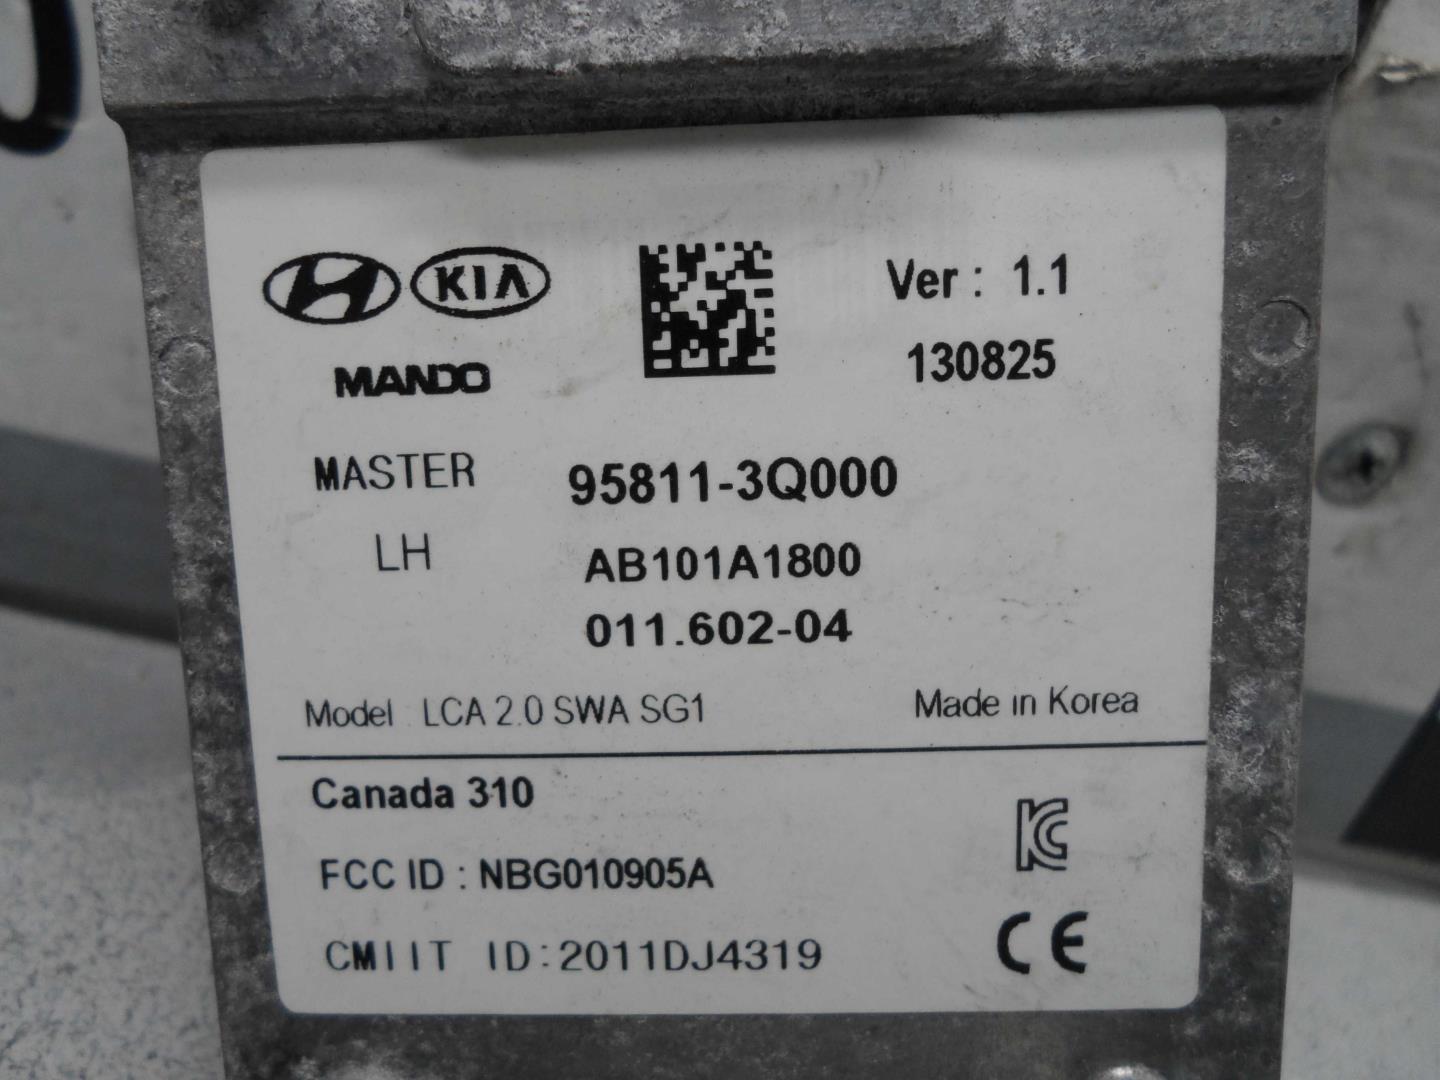 KIA
MANDO
Ver : 1.1
130825
MASTER 95811-3Q000
LH AB101A1800
011.602-04
Model : LCA 2.0 SWA SG1 Made in Korea
Canada 310
FCC ID : NBG010905A
CMIIT ID:2011DJ4319
CE